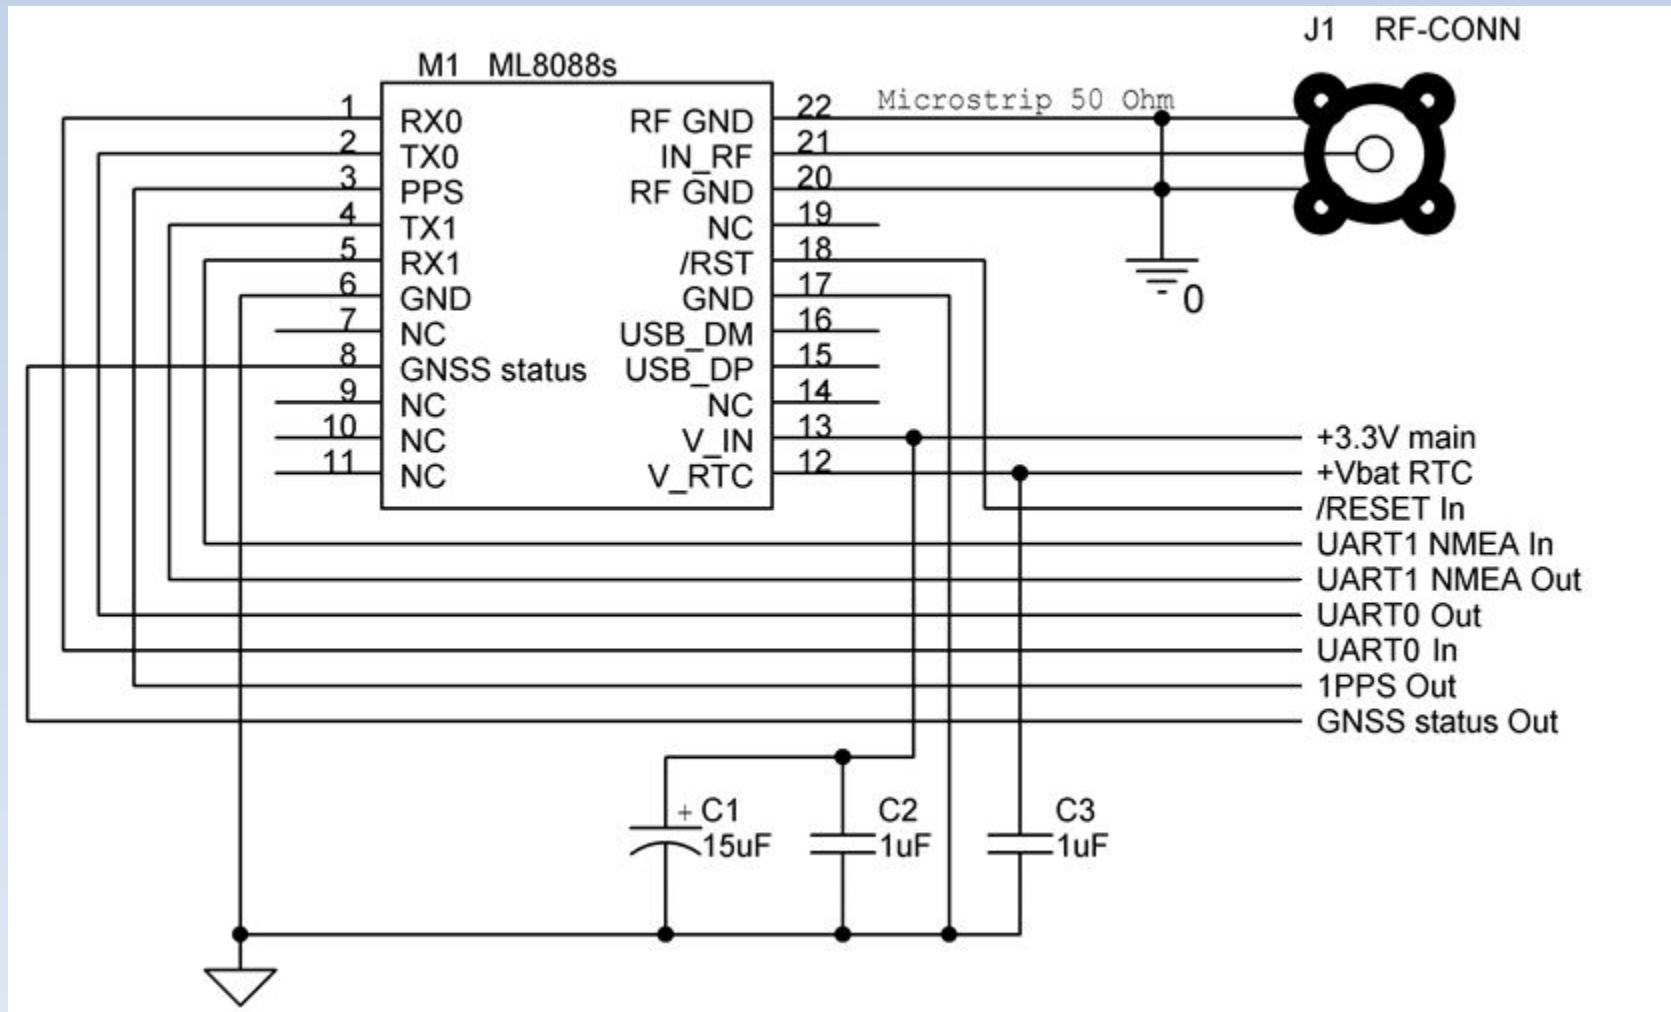 J1 RF-CONN
M1 ML8088s
Microstrip 50 Ohm
1 RX0 RF GND 22
2 TX0 IN_RF 21
3 PPS RF GND 20
4 TX1 NC 19
5 RX1 /RST 18
6 GND GND 17
7 NC USB_DM 16
8 GNSS status USB_DP 15
9 NC NC 14
10 NC V_IN 13
11 NC V_RTC 12
0
+3.3V main
+Vbat RTC
/RESET In
UART1 NMEA In
UART1 NMEA Out
UART0 Out
UART0 In
1PPS Out
GNSS status Out
+ C1
15uF
C2
1uF
C3
1uF